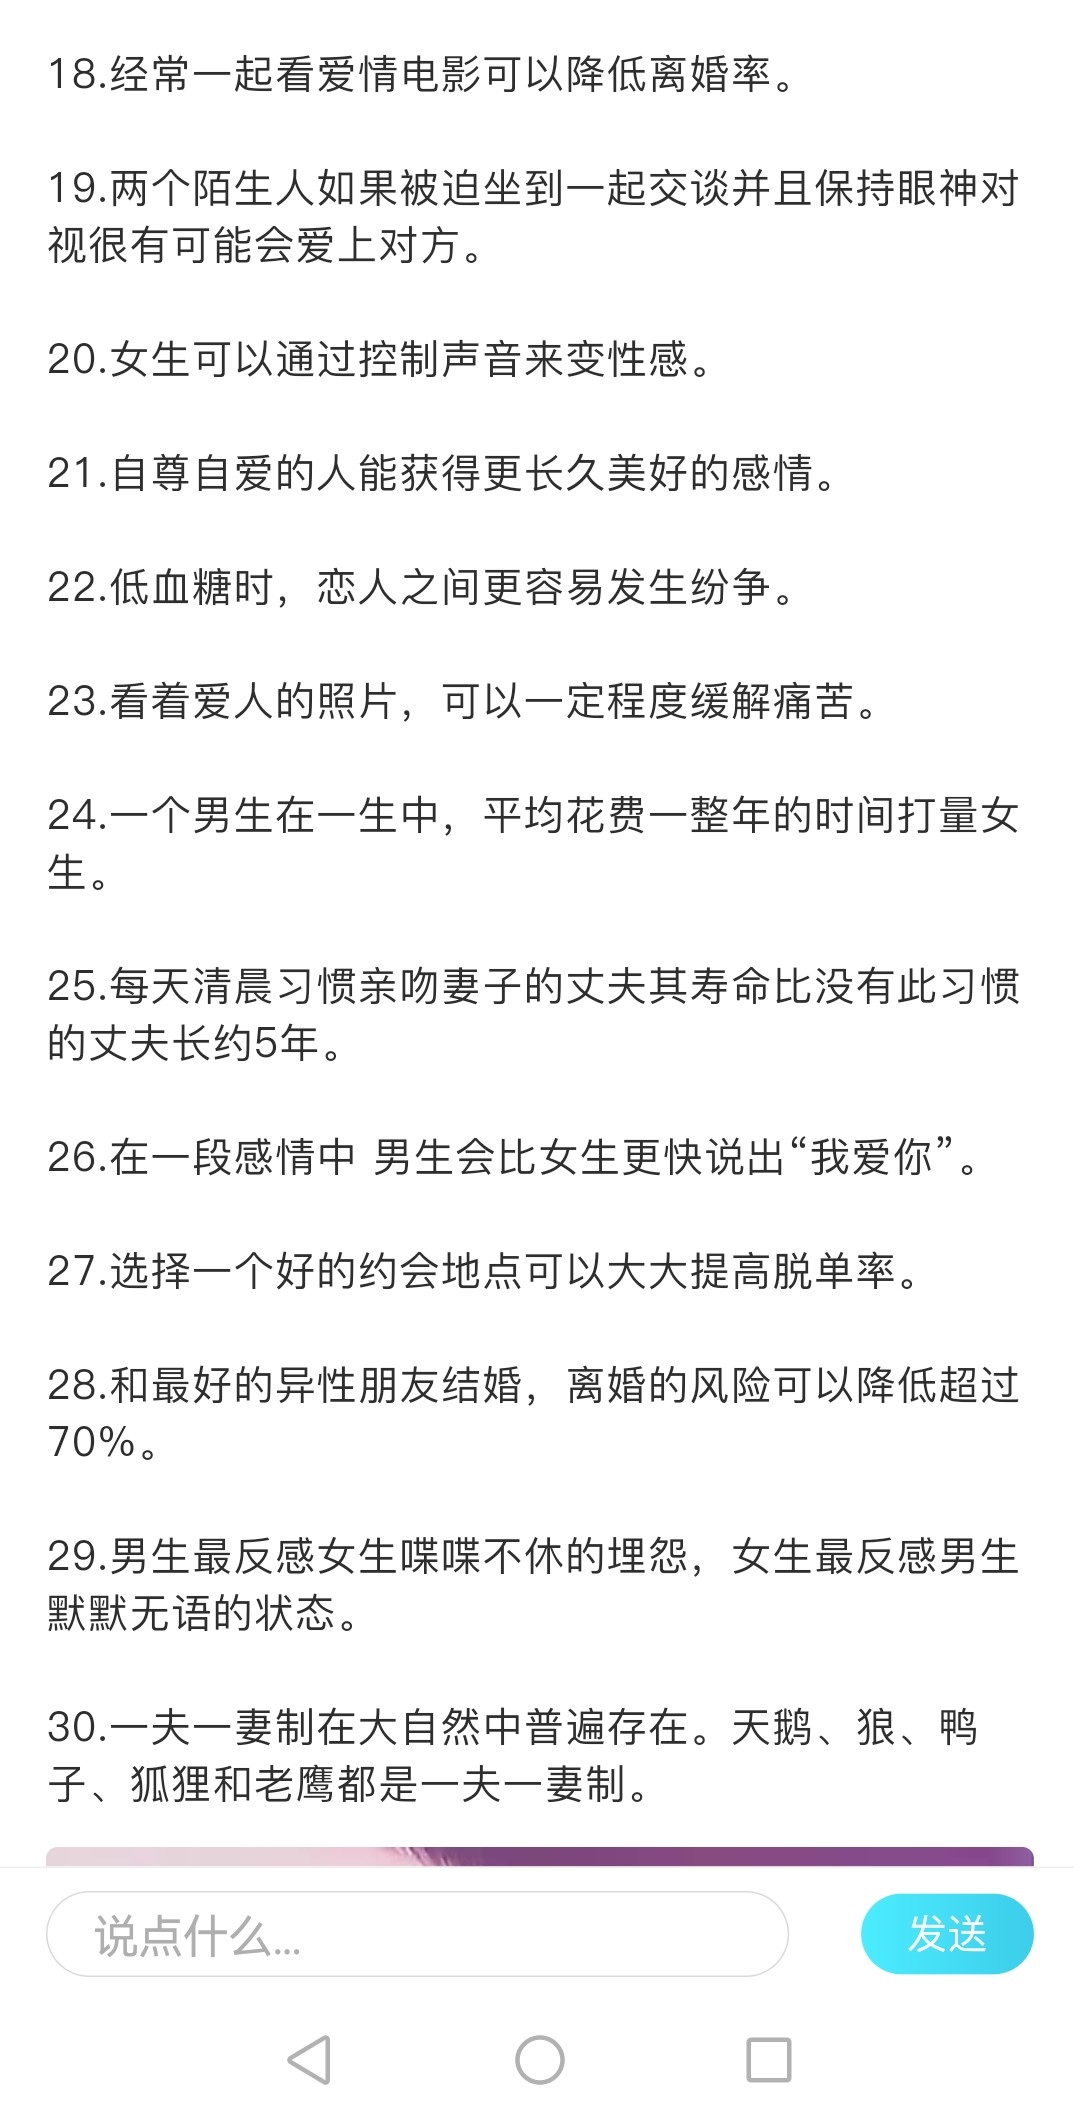 18.经常一起看爱情电影可以降低离婚率。
19.两个陌生人如果被迫坐到一起交谈并且保持眼神对
视很有可能会爱上对方。
20.女生可以通过控制声音来变性感。
21.自尊自爱的人能获得更长久美好的感情。
22.低血糖时，恋人之间更容易发生纷争。
23.看着爱人的照片，可以一定程度缓解痛苦。
24.一个男生在一生中，平均花费一整年的时间打量女
生。
25.每天清晨习惯亲吻妻子的丈夫其寿命比没有此习惯
的丈夫长约5年。
26.在一段感情中 男生会比女生更快说出“我爱你”。
27.选择一个好的约会地点可以大大提高脱单率。
28.和最好的异性朋友结婚，离婚的风险可以降低超过
70%。
29.男生最反感女生喋喋不休的埋怨，女生最反感男生
默默无语的状态。
30.一夫一妻制在大自然中普遍存在。天鹅、狼、鸭
子、狐狸和老鹰都是一夫一妻制。
说点什么...
发送